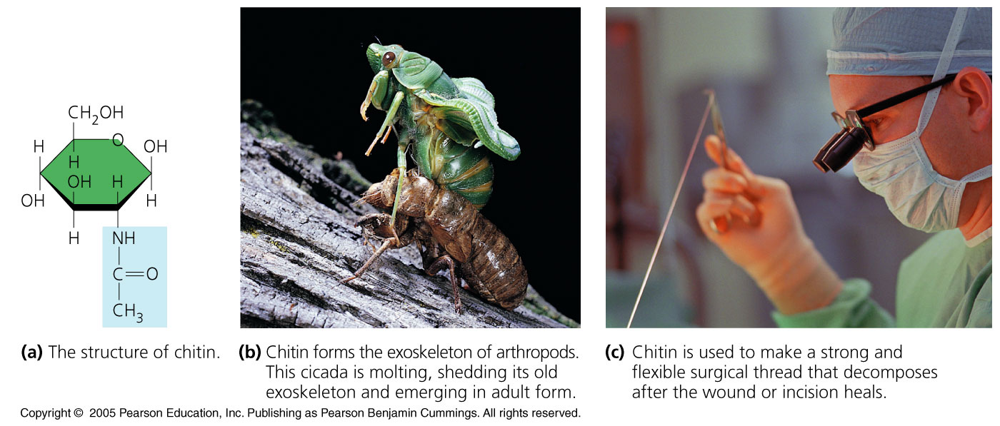 CH₂OH
O
H
OH
H
OH
H
OH
H
H
NH
C=O
CH₃
(a) The structure of chitin.
(b) Chitin forms the exoskeleton of arthropods.
This cicada is molting, shedding its old
exoskeleton and emerging in adult form.
(c) Chitin is used to make a strong and
flexible surgical thread that decomposes
after the wound or incision heals.
Copyright © 2005 Pearson Education, Inc. Publishing as Pearson Benjamin Cummings. All rights reserved.